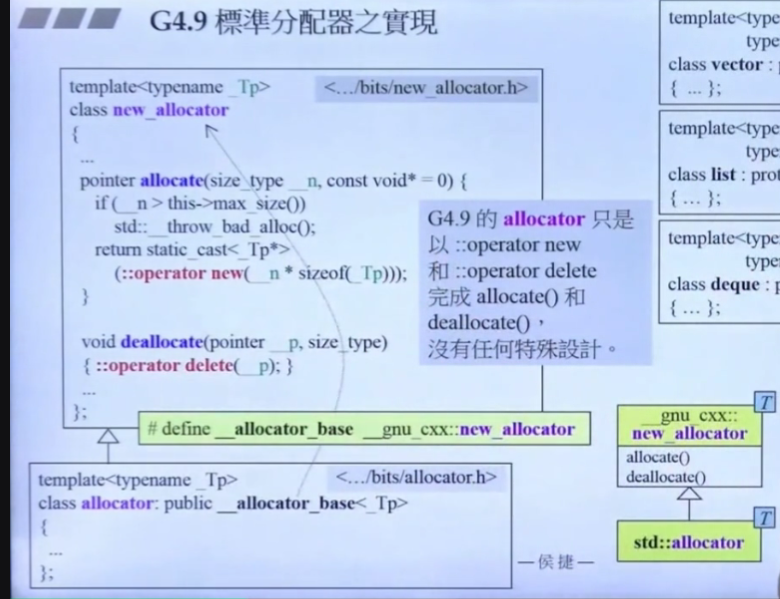 G4.9 標準分配器之實現
template<typename _Tp>
<.../bits/new_allocator.h>
class new_allocator
{
...
pointer allocate(size_type __n, const void* = 0) {
if (__n > this->max_size())
std::__throw_bad_alloc();
return static_cast<_Tp*>
(::operator new(__n * sizeof(_Tp)));
}
void deallocate(pointer __p, size_type)
{ ::operator delete(__p); }
...
};
G4.9 的 allocator 只是
以 ::operator new
和 ::operator delete
完成 allocate() 和
deallocate(),
沒有任何特殊設計。
# define __allocator_base __gnu_cxx::new_allocator
template<typename _Tp>
<.../bits/allocator.h>
class allocator: public __allocator_base<_Tp>
{
...
};
—侯捷—
template<type
type
class vector :
{ ... };
template<type
type
class list : prot
{ ... };
template<type
type
class deque : p
{ ... };
T
__gnu_cxx::
new_allocator
allocate()
deallocate()
T
std::allocator